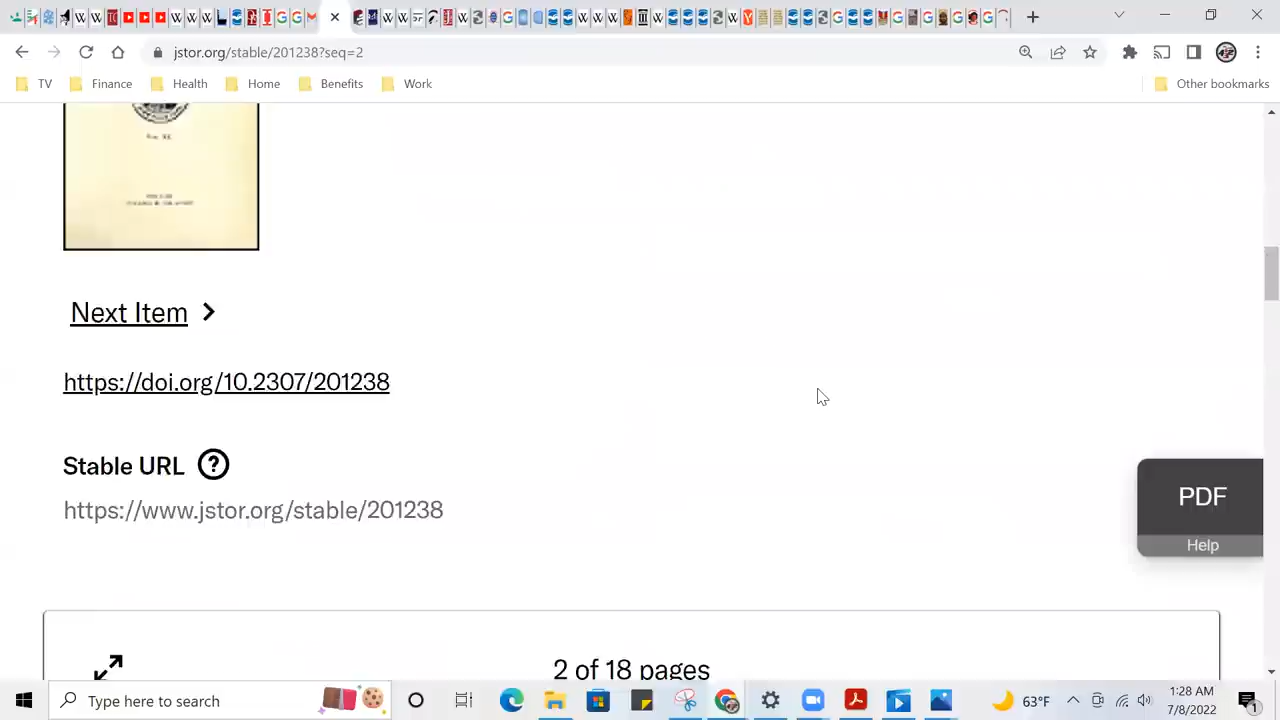 jstor.org/stable/201238?seq=2
TV Finance Health Home Benefits Work Other bookmarks
Next Item
https://doi.org/10.2307/201238
Stable URL ?
https://www.jstor.org/stable/201238
PDF
Help
2 of 18 pages
Type here to search
63°F
1:28 AM
7/8/2022
1